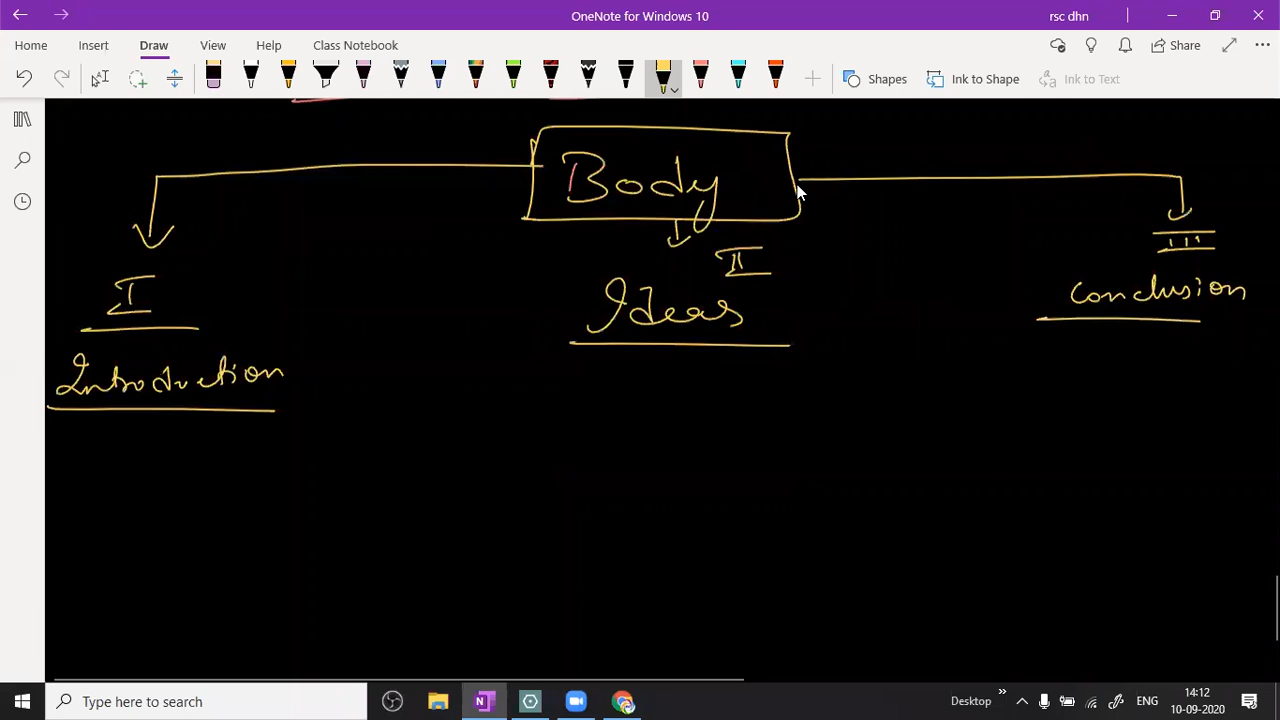 OneNote for Windows 10
rsc dhn
Home Insert Draw View Help Class Notebook
Share
Shapes
Ink to Shape
Ink to Text
Body
I
II
III
Ideas
Conclusion
Introduction
Type here to search
Desktop
ENG
14:12
10-09-2020